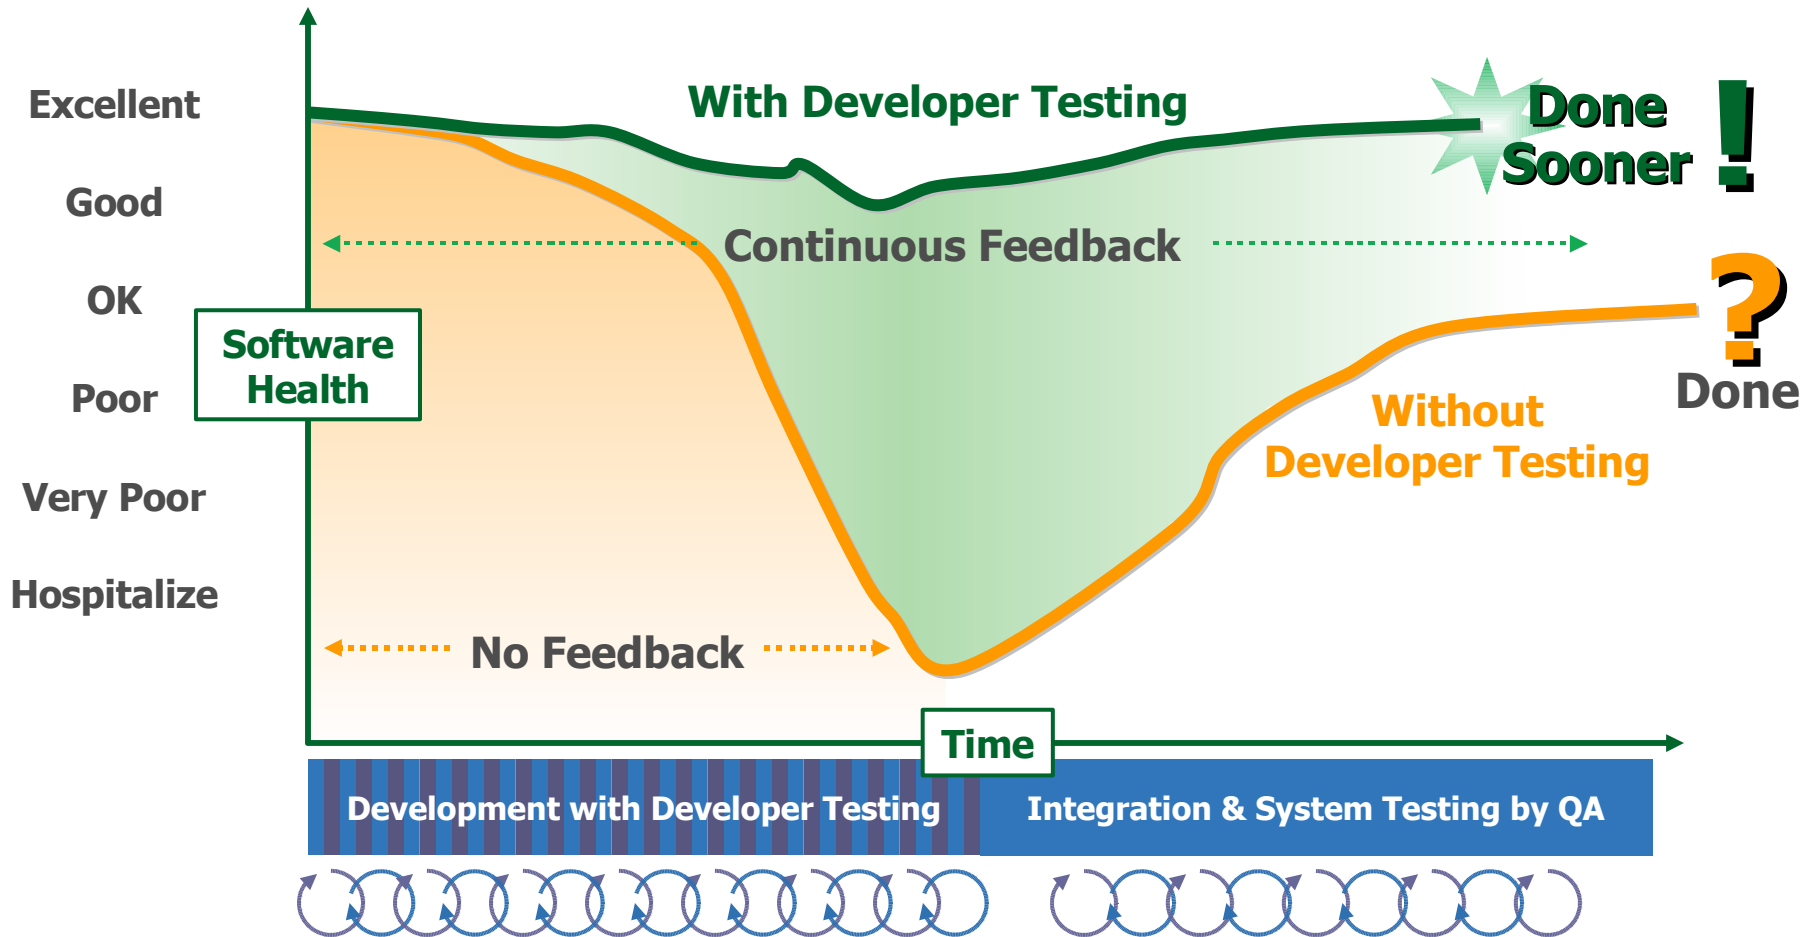 Excellent
Good
OK
Poor
Very Poor
Hospitalize
Software
Health
With Developer Testing
Done
Sooner
!
Continuous Feedback
?
Done
Without
Developer Testing
No Feedback
Time
Development with Developer Testing
Integration & System Testing by QA